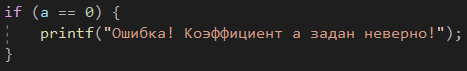 if (a == 0) {
    printf("Ошибка! Коэффициент а задан неверно!");
}